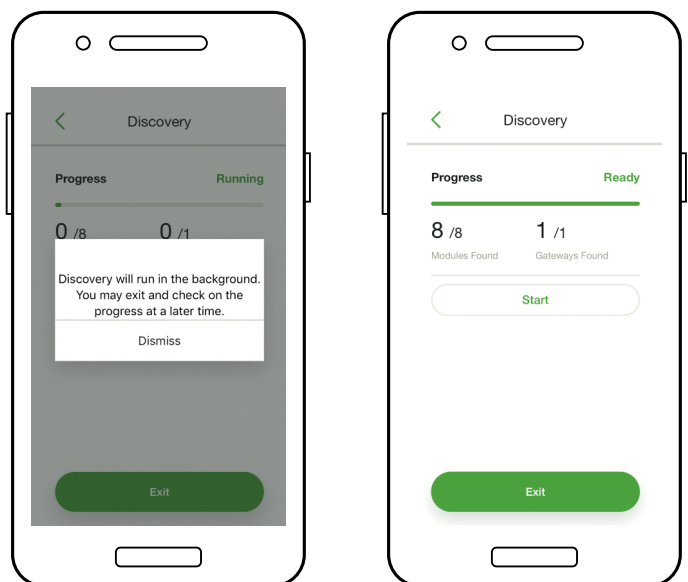 Discovery
Progress
Running
0 /8
0 /1
Discovery will run in the background.
You may exit and check on the
progress at a later time.
Dismiss
Exit
Discovery
Progress
Ready
8 /8
1 /1
Modules Found
Gateways Found
Start
Exit